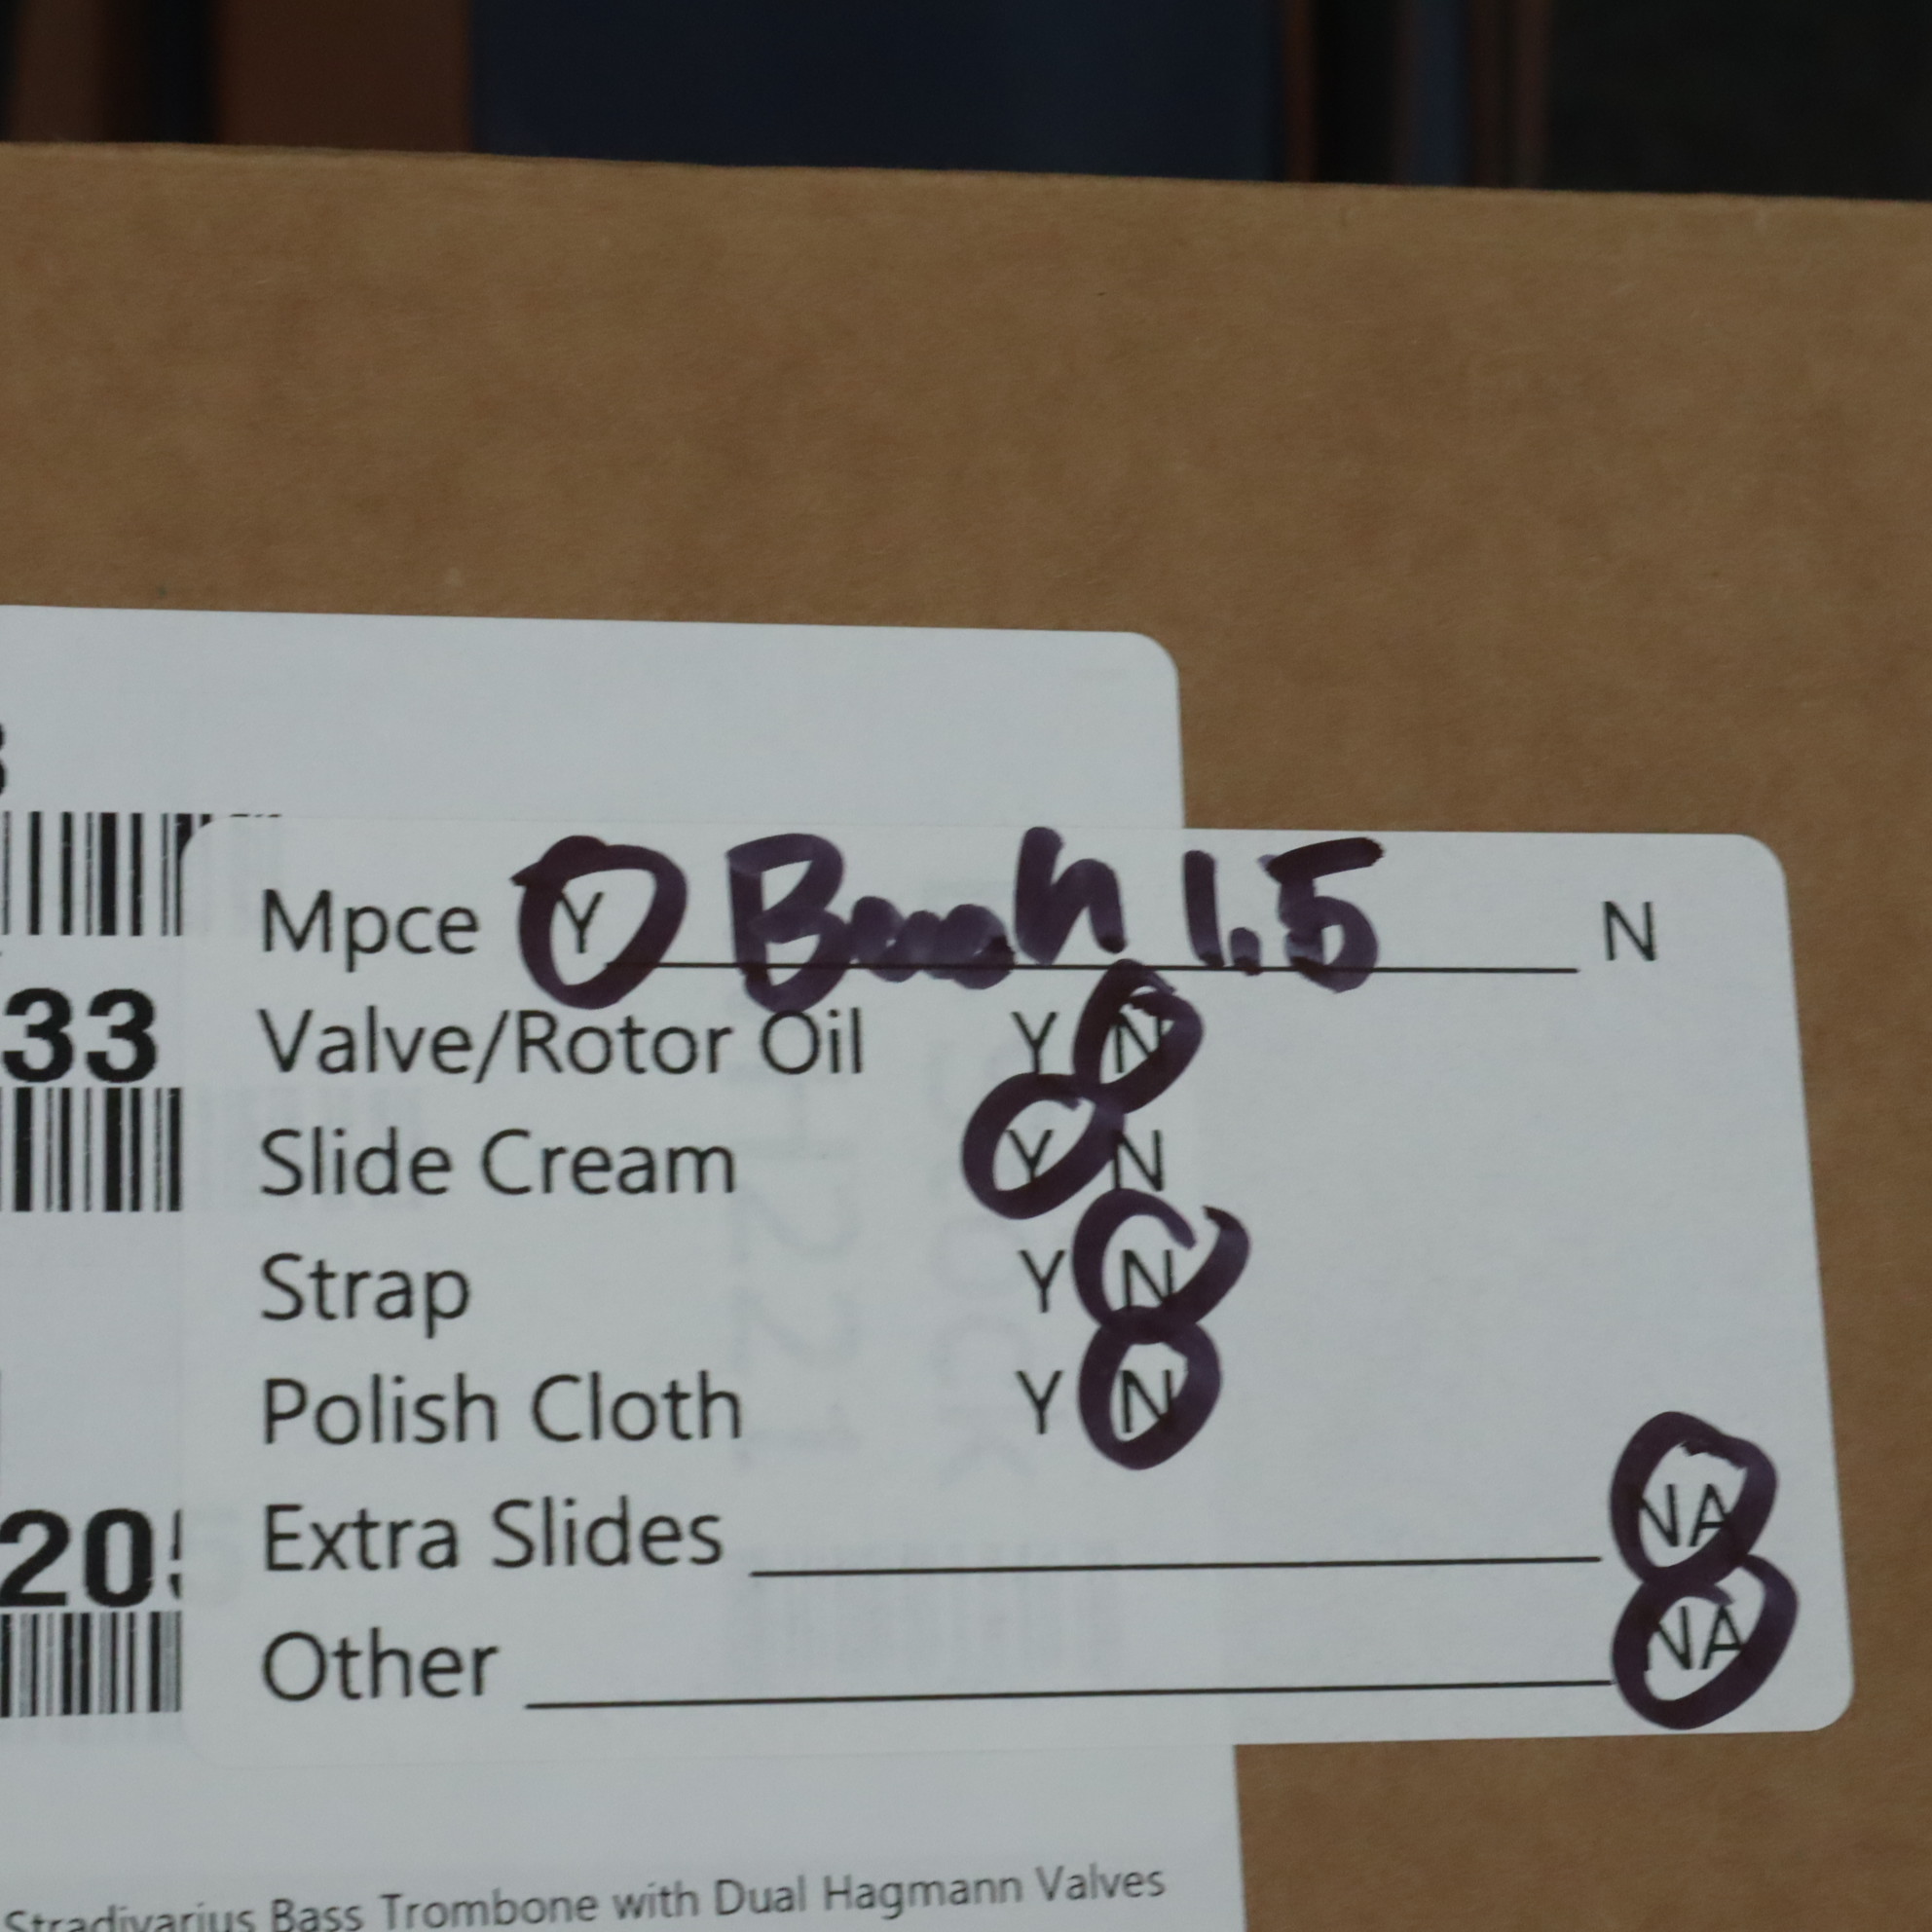 Mpce Y Bach 1.5 N
33
Valve/Rotor Oil Y N
Slide Cream Y N
Strap Y N
Polish Cloth Y N
205
Extra Slides NA
Other NA
Stradivarius Bass Trombone with Dual Hagmann Valves